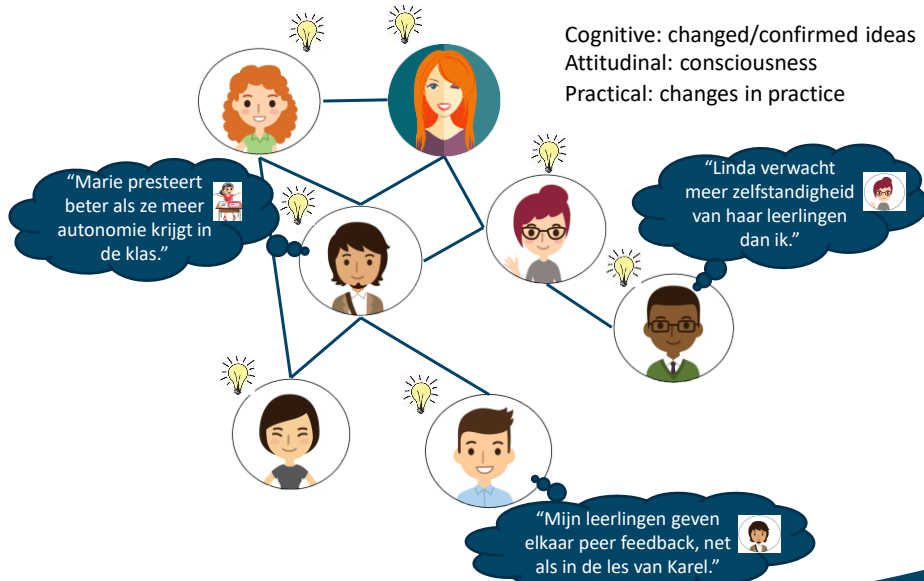 Cognitive: changed/confirmed ideas
Attitudinal: consciousness
Practical: changes in practice
“Marie presteert
beter als ze meer
autonomie krijgt in
de klas.”
“Linda verwacht
meer zelfstandigheid
van haar leerlingen
dan ik.”
“Mijn leerlingen geven
elkaar peer feedback, net
als in de les van Karel.”